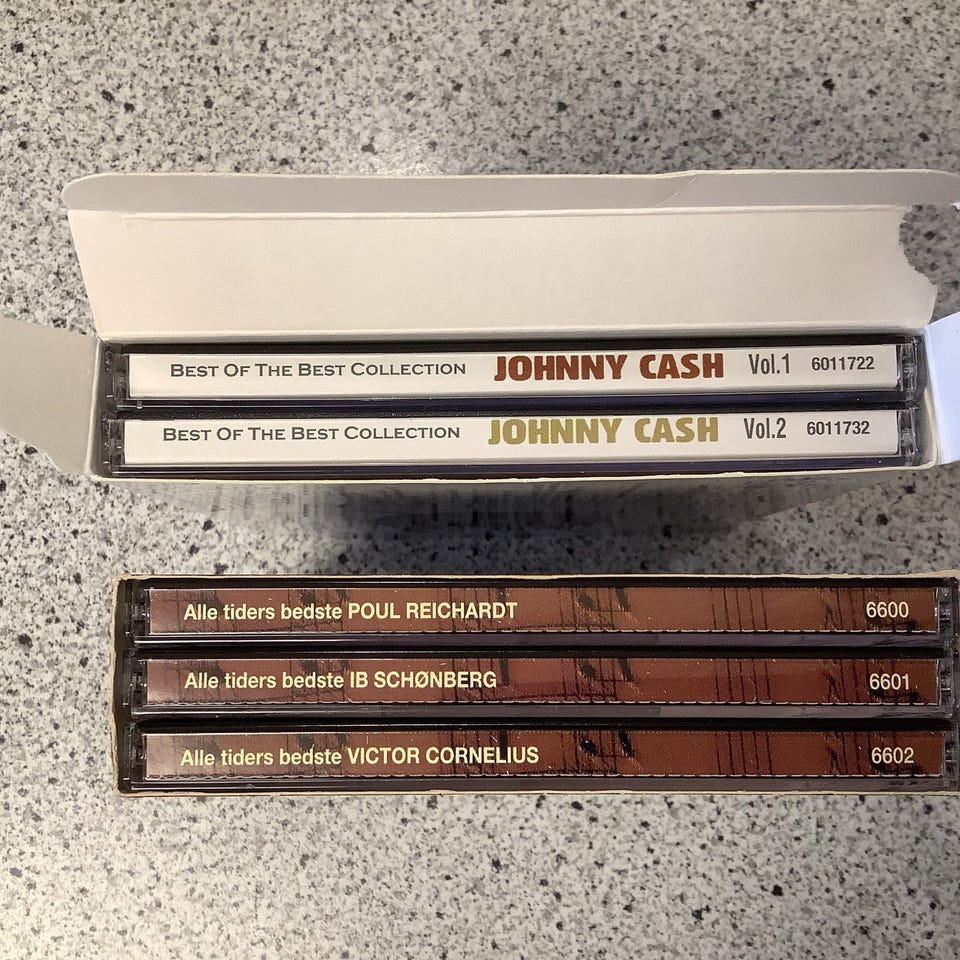 BEST OF THE BEST COLLECTION JOHNNY CASH Vol.1 6011722
BEST OF THE BEST COLLECTION JOHNNY CASH Vol.2 6011732
Alle tiders bedste POUL REICHARDT 6600
Alle tiders bedste IB SCHØNBERG 6601
Alle tiders bedste VICTOR CORNELIUS 6602